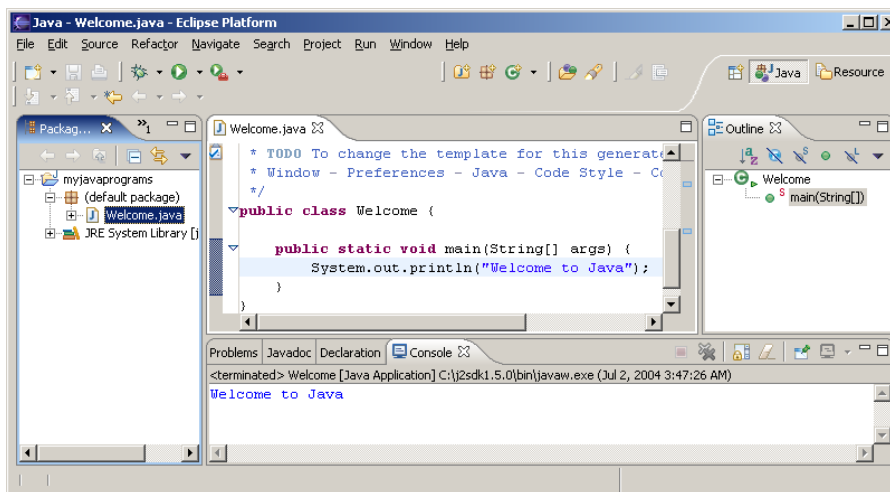 Java - Welcome.java - Eclipse Platform
File Edit Source Refactor Navigate Search Project Run Window Help
Java Resource
Packag... »1
Welcome.java
Outline
* TODO To change the template for this generate
* Window - Preferences - Java - Code Style - Co
*/
public class Welcome {
public static void main(String[] args) {
System.out.println("Welcome to Java");
}
}
myjavaprograms
(default package)
Welcome.java
JRE System Library [j
Welcome
main(String[])
Problems Javadoc Declaration Console
<terminated> Welcome [Java Application] C:\j2sdk1.5.0\bin\javaw.exe (Jul 2, 2004 3:47:26 AM)
Welcome to Java